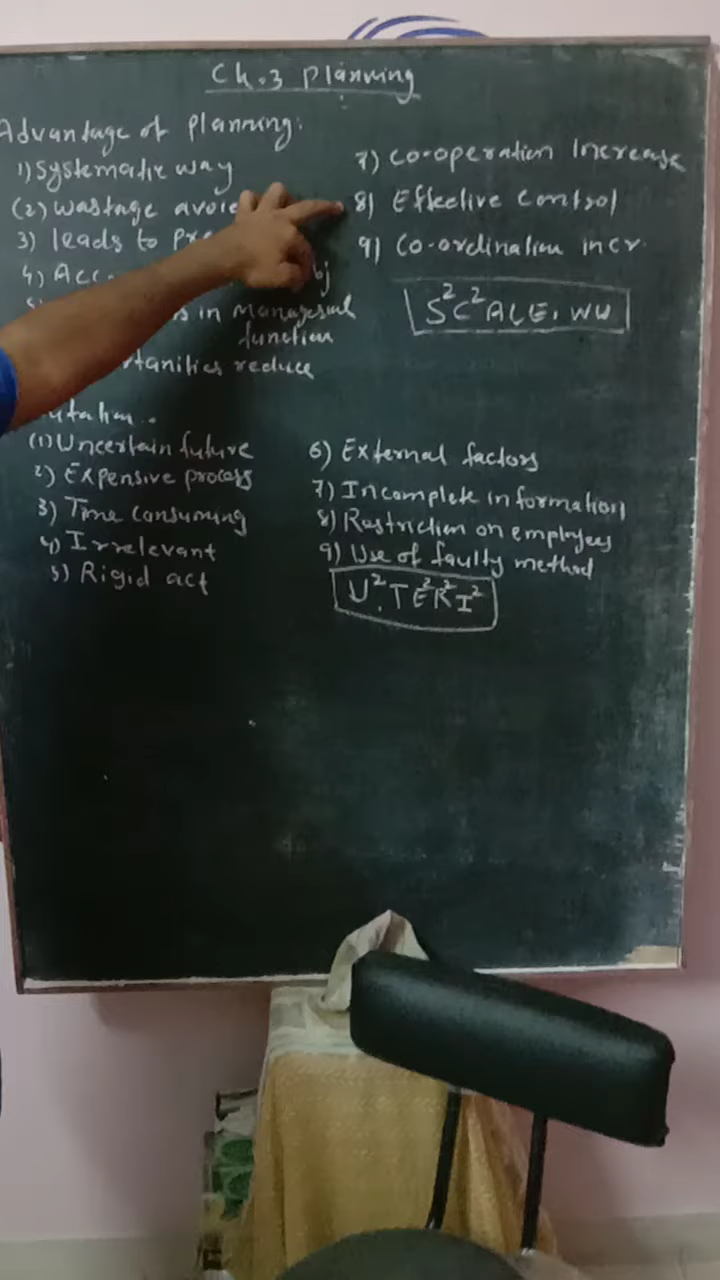 Ch.3 Planning
Advantage of Planning:
1) Systematic way
(2) Wastage
3) leads to
4)
in Managerial
function
reduce
7) Co-operation Increase
8) Effective Control
9) Co-ordination incr.
S²C²ALE. WU
(1) Uncertain future
2) Expensive process
3) Time Consuming
4) Irrelevant
5) Rigid act
6) External factors
7) Incomplete information
8) Restriction on employees
9) Use of faulty method
U².TE²R²I²